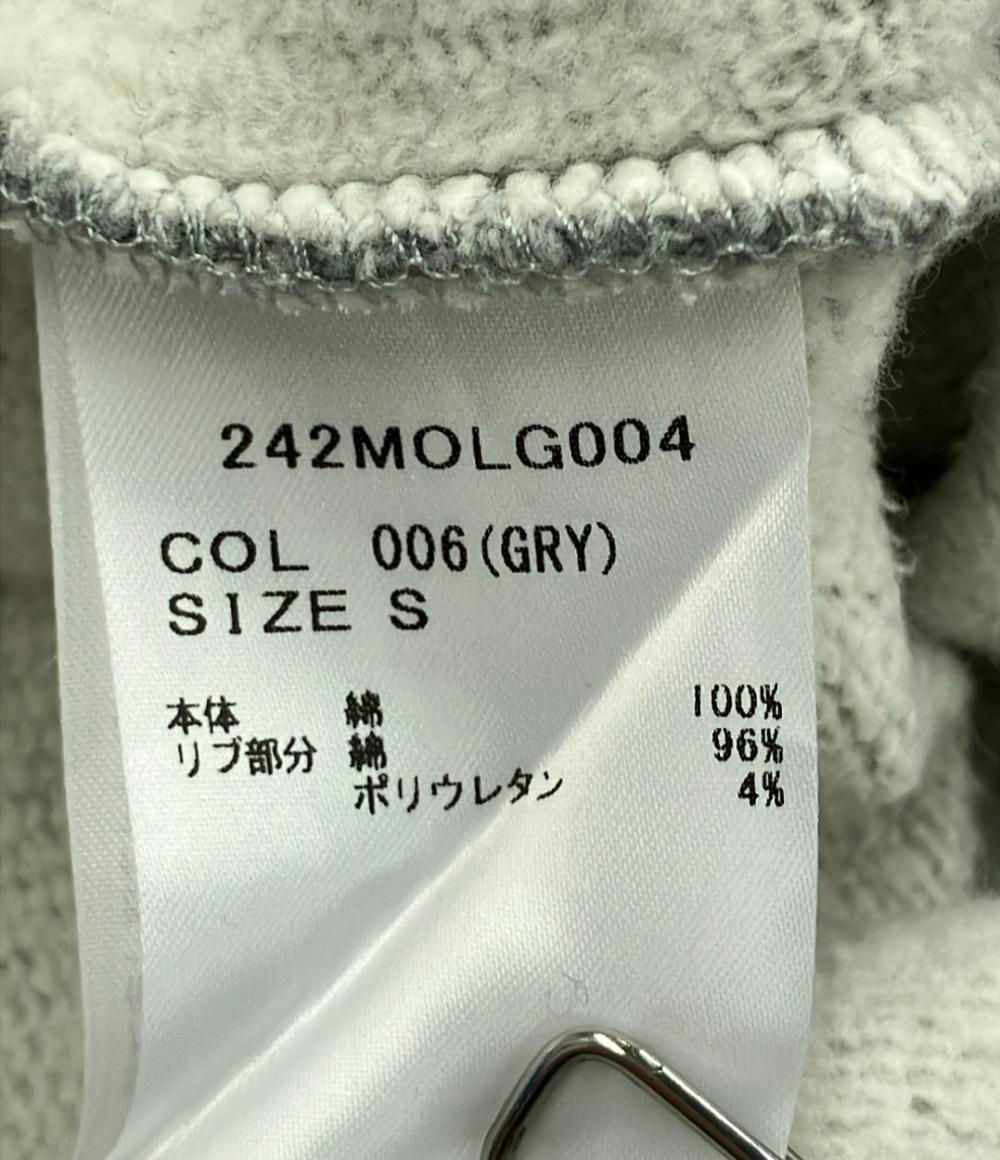 242MOLG004
COL 006(GRY)
SIZE S
本体 綿 100%
リブ部分 綿 96%
ポリウレタン 4%